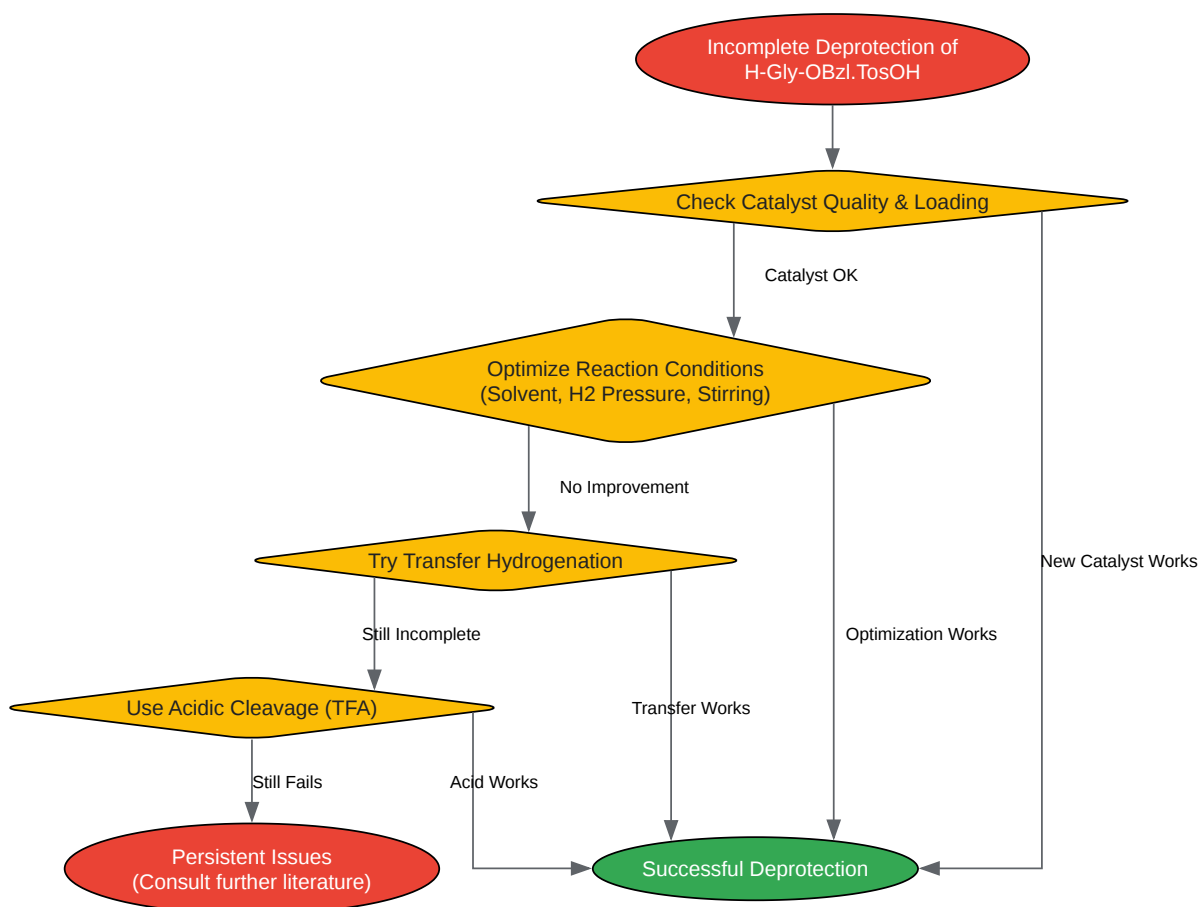 Incomplete Deprotection of
H-Gly-OBzl.TosOH
Check Catalyst Quality & Loading
Catalyst OK
Optimize Reaction Conditions
(Solvent, H2 Pressure, Stirring)
No Improvement
Try Transfer Hydrogenation
New Catalyst Works
Still Incomplete
Optimization Works
Use Acidic Cleavage (TFA)
Transfer Works
Still Fails
Acid Works
Persistent Issues
(Consult further literature)
Successful Deprotection